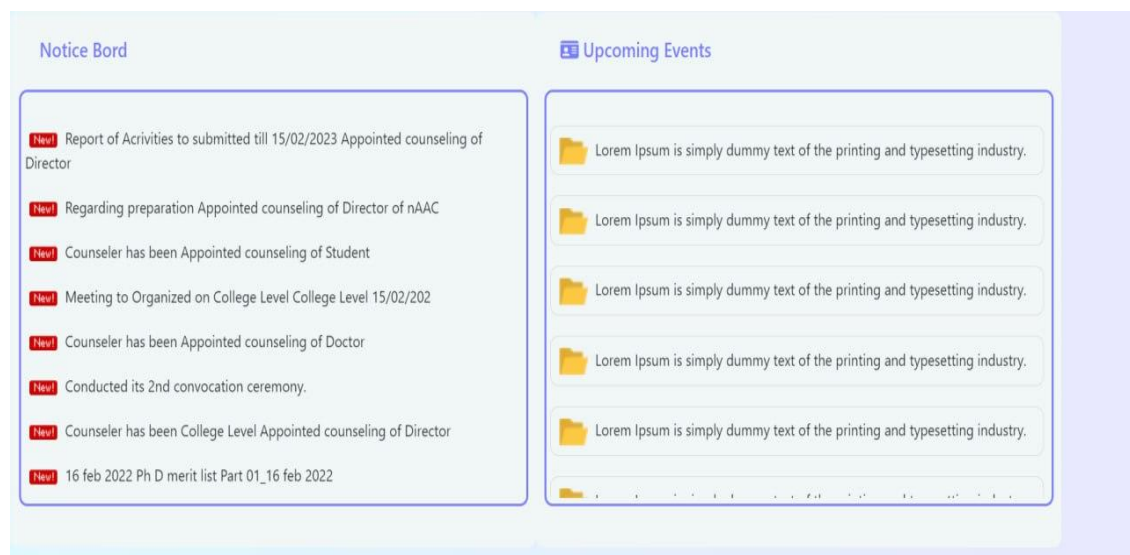 Notice Bord
New! Report of Acrivities to submitted till 15/02/2023 Appointed counseling of
Director
New! Regarding preparation Appointed counseling of Director of nAAC
New! Counseler has been Appointed counseling of Student
New! Meeting to Organized on College Level College Level 15/02/202
New! Counseler has been Appointed counseling of Doctor
New! Conducted its 2nd convocation ceremony.
New! Counseler has been College Level Appointed counseling of Director
New! 16 feb 2022 Ph D merit list Part 01_16 feb 2022
Upcoming Events
Lorem Ipsum is simply dummy text of the printing and typesetting industry.
Lorem Ipsum is simply dummy text of the printing and typesetting industry.
Lorem Ipsum is simply dummy text of the printing and typesetting industry.
Lorem Ipsum is simply dummy text of the printing and typesetting industry.
Lorem Ipsum is simply dummy text of the printing and typesetting industry.